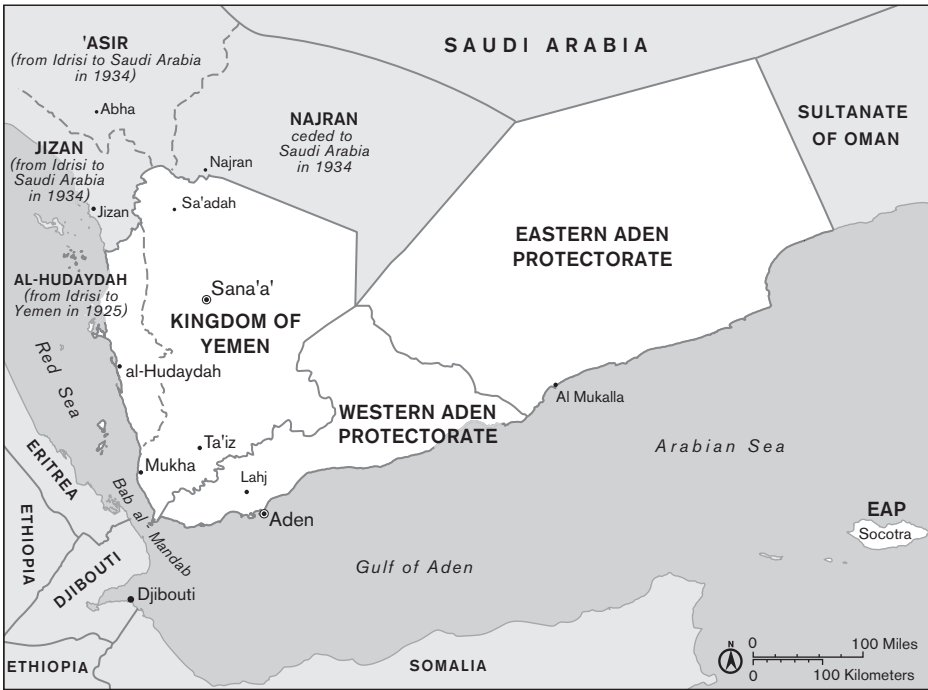 'ASIR
(from Idrisi to Saudi Arabia
in 1934)
Abha
SAUDI ARABIA
NAJRAN
ceded to
Saudi Arabia
in 1934
SULTANATE
OF OMAN
JIZAN
(from Idrisi to
Saudi Arabia
in 1934)
Jizan
Najran
Sa'adah
EASTERN ADEN
PROTECTORATE
AL-HUDAYDAH
(from Idrisi to
Yemen in 1925)
Sana'a'
KINGDOM OF
YEMEN
Red Sea
al-Hudaydah
Al Mukalla
WESTERN ADEN
PROTECTORATE
Ta'iz
Mukha
Lahj
Aden
Arabian Sea
ERITREA
Bab al-Mandab
EAP
Socotra
ETHIOPIA
DJIBOUTI
Djibouti
Gulf of Aden
ETHIOPIA
SOMALIA
N
0 100 Miles
0 100 Kilometers